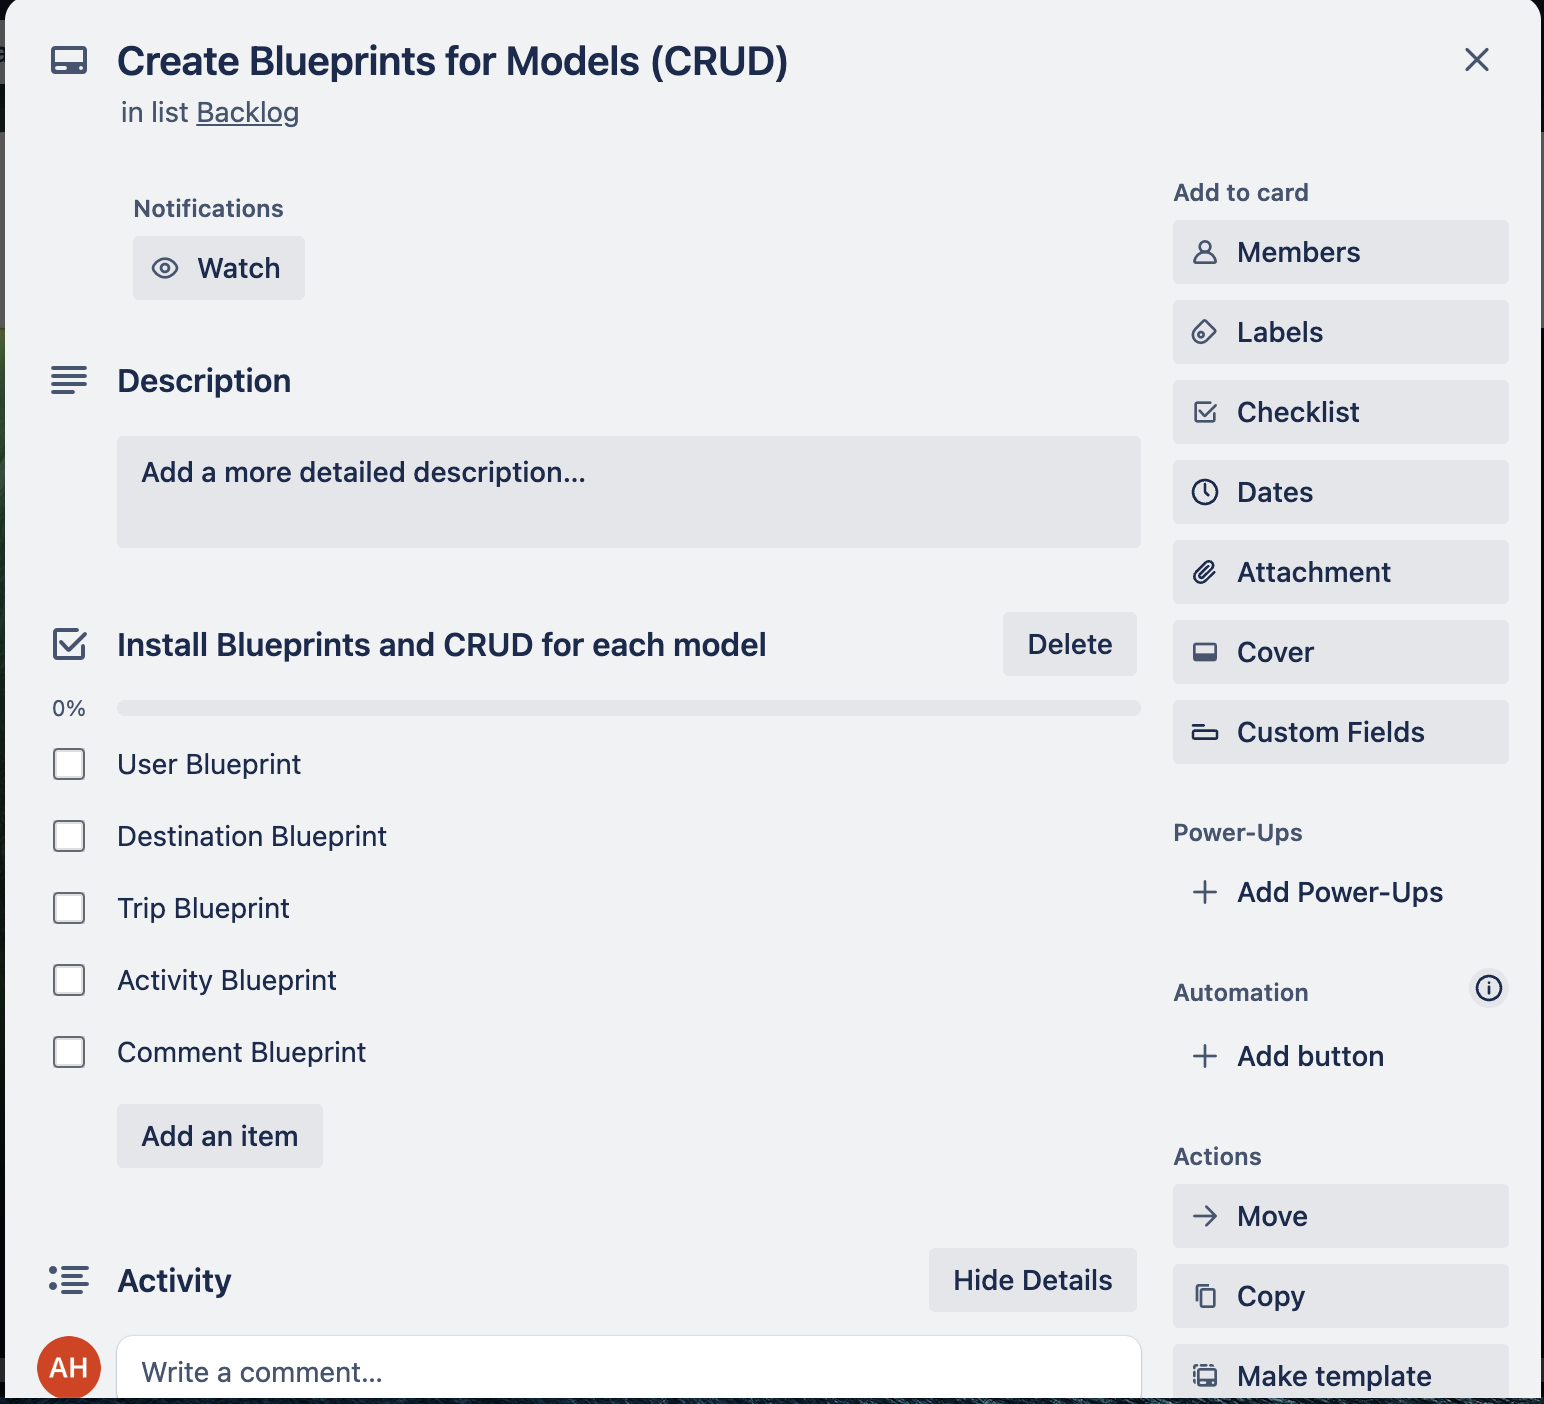 Create Blueprints for Models (CRUD)
in list Backlog
Notifications
Watch
Description
Add a more detailed description...
Install Blueprints and CRUD for each model
Delete
0%
User Blueprint
Destination Blueprint
Trip Blueprint
Activity Blueprint
Comment Blueprint
Add an item
Activity
Hide Details
AH
Write a comment...
Add to card
Members
Labels
Checklist
Dates
Attachment
Cover
Custom Fields
Power-Ups
Add Power-Ups
Automation
Add button
Actions
Move
Copy
Make template